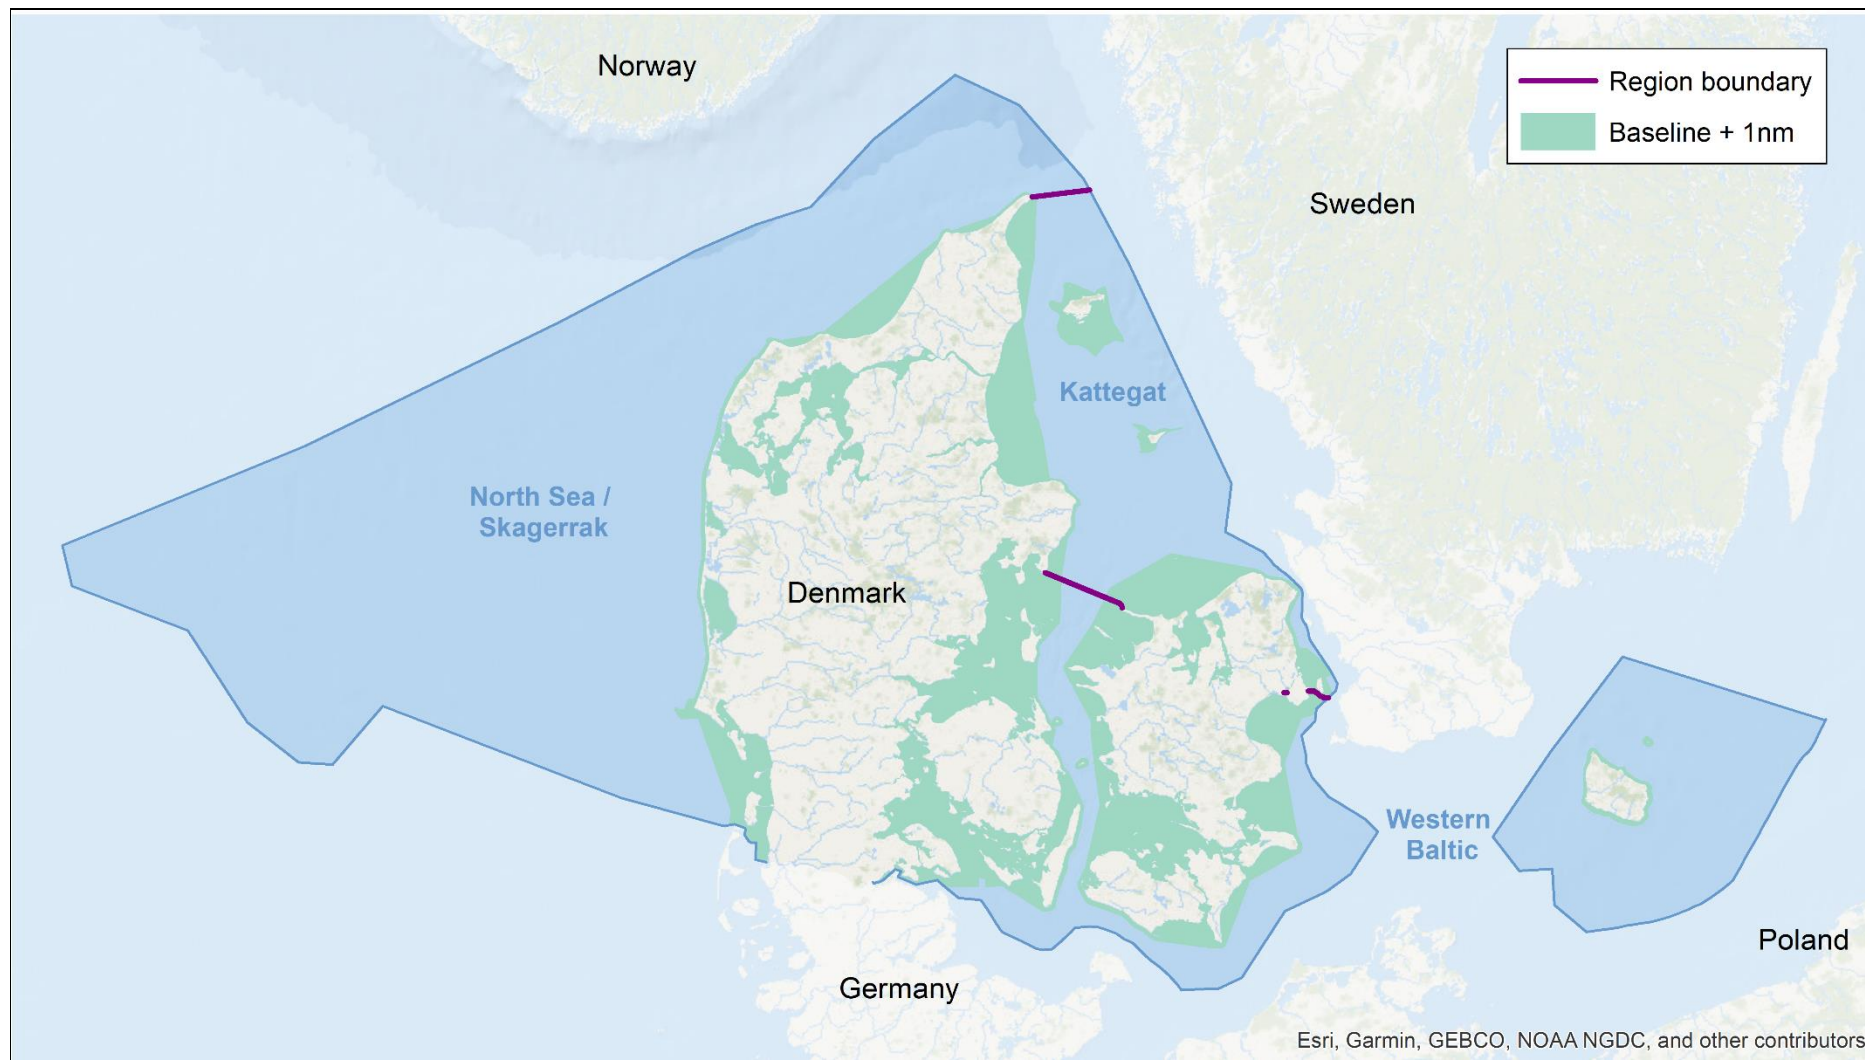 Norway
Region boundary
Baseline + 1nm
Sweden
Kattegat
North Sea /
Skagerrak
Denmark
Western
Baltic
Poland
Germany
Esri, Garmin, GEBCO, NOAA NGDC, and other contributors